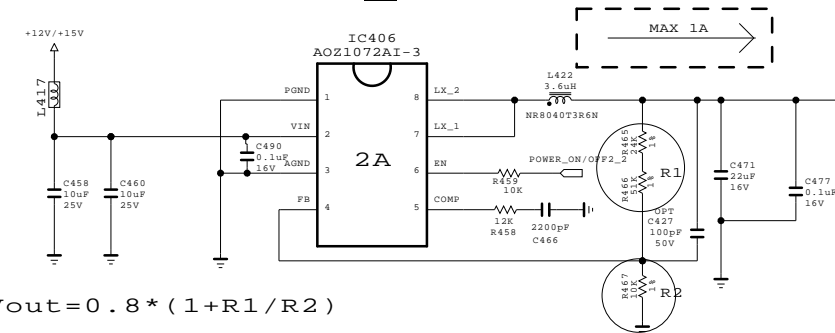 MAX 1A
+12V/+15V
IC406
AOZ1072AI-3
L417
L422
3.6uH
NR8040T3R6N
PGND
1
8
LX_2
VIN
2
7
LX_1
C490
0.1uF
16V
AGND
3
2A
6
EN
POWER_ON/OFF2_2
R459
10K
FB
4
5
COMP
12K
R458
2200pF
C466
C458
10uF
25V
C460
10uF
25V
R465
24K
1%
R466
51K
1%
R1
OPT
C427
100pF
50V
C471
22uF
16V
C477
0.1uF
16V
R467
10K
1%
R2
Vout=0.8*(1+R1/R2)